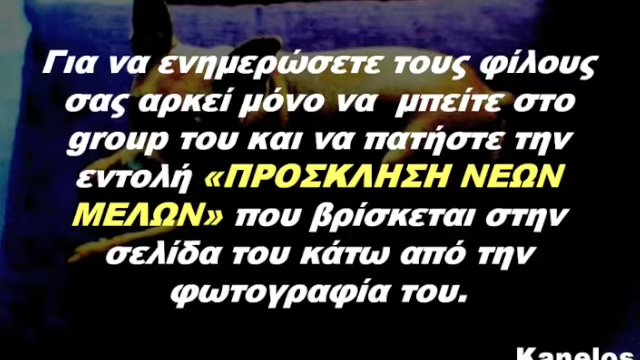 Για να ενημερώσετε τους φίλους
σας αρκεί μόνο να μπείτε στο
group του και να πατήστε την
εντολή «ΠΡΟΣΚΛΗΣΗ ΝΕΩΝ
ΜΕΛΩΝ» που βρίσκεται στην
σελίδα του κάτω από την
φωτογραφία του.
Kanelos